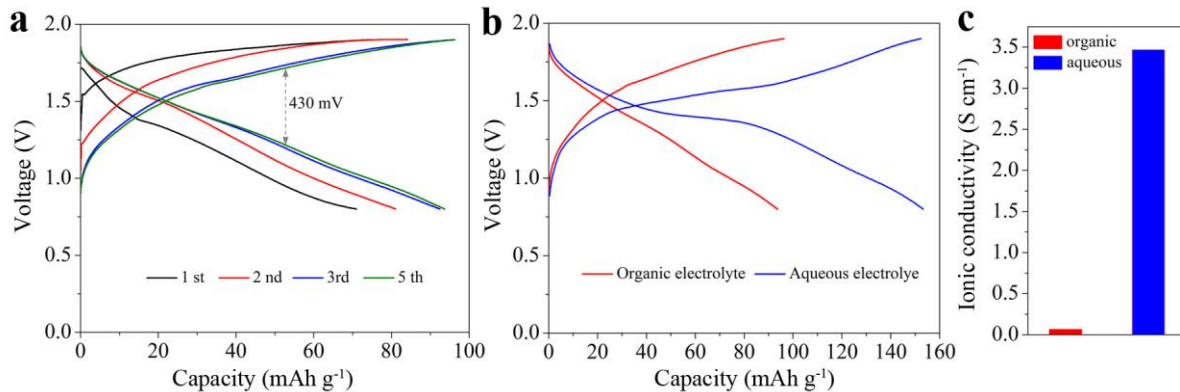 a
2.0
1.5
1.0
0.5
0.0
Voltage (V)
430 mV
1 st
2 nd
3rd
5 th
0
20
40
60
80
100
Capacity (mAh g⁻¹)
b
2.0
1.5
1.0
0.5
0.0
Voltage (V)
Organic electrolyte
Aqueous electrolye
0
20
40
60
80
100
120
140
160
Capacity (mAh g⁻¹)
c
organic
aqueous
3.5
3.0
2.5
2.0
1.5
1.0
0.5
0.0
Ionic conductivity (S cm⁻¹)